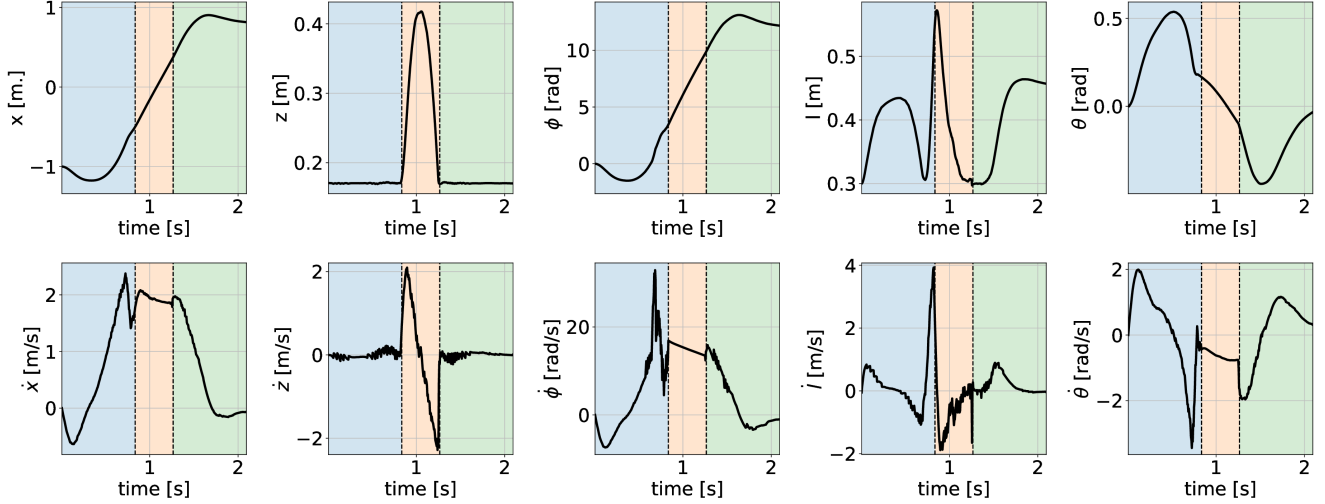 1
0
−1
x [m.]
1 2
time [s]
0.4
0.3
0.2
z [m]
1 2
time [s]
10
5
0
ϕ [rad]
1 2
time [s]
0.5
0.4
0.3
l [m]
1 2
time [s]
0.5
0.0
θ [rad]
1 2
time [s]
2
1
0
ẋ [m/s]
1 2
time [s]
2
0
−2
ż [m/s]
1 2
time [s]
20
0
ϕ̇ [rad/s]
1 2
time [s]
4
2
0
−2
l̇ [m/s]
1 2
time [s]
2
0
−2
θ̇ [rad/s]
1 2
time [s]